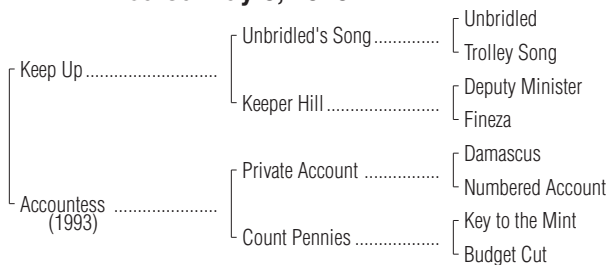 Unbridled
Unbridled's Song
Trolley Song
Keep Up
Deputy Minister
Keeper Hill
Fineza
Damascus
Private Account
Numbered Account
Accountess
(1993)
Key to the Mint
Count Pennies
Budget Cut